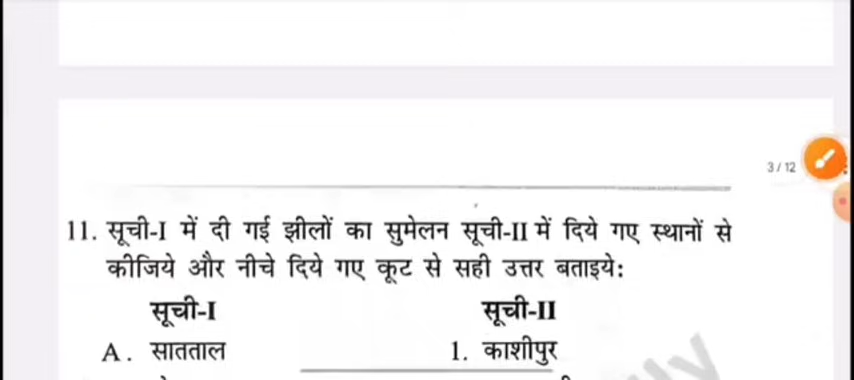 3 / 12
11. सूची-I में दी गई झीलों का सुमेलन सूची-II में दिये गए स्थानों से
कीजिये और नीचे दिये गए कूट से सही उत्तर बताइये:
सूची-I सूची-II
A. सातताल 1. काशीपुर